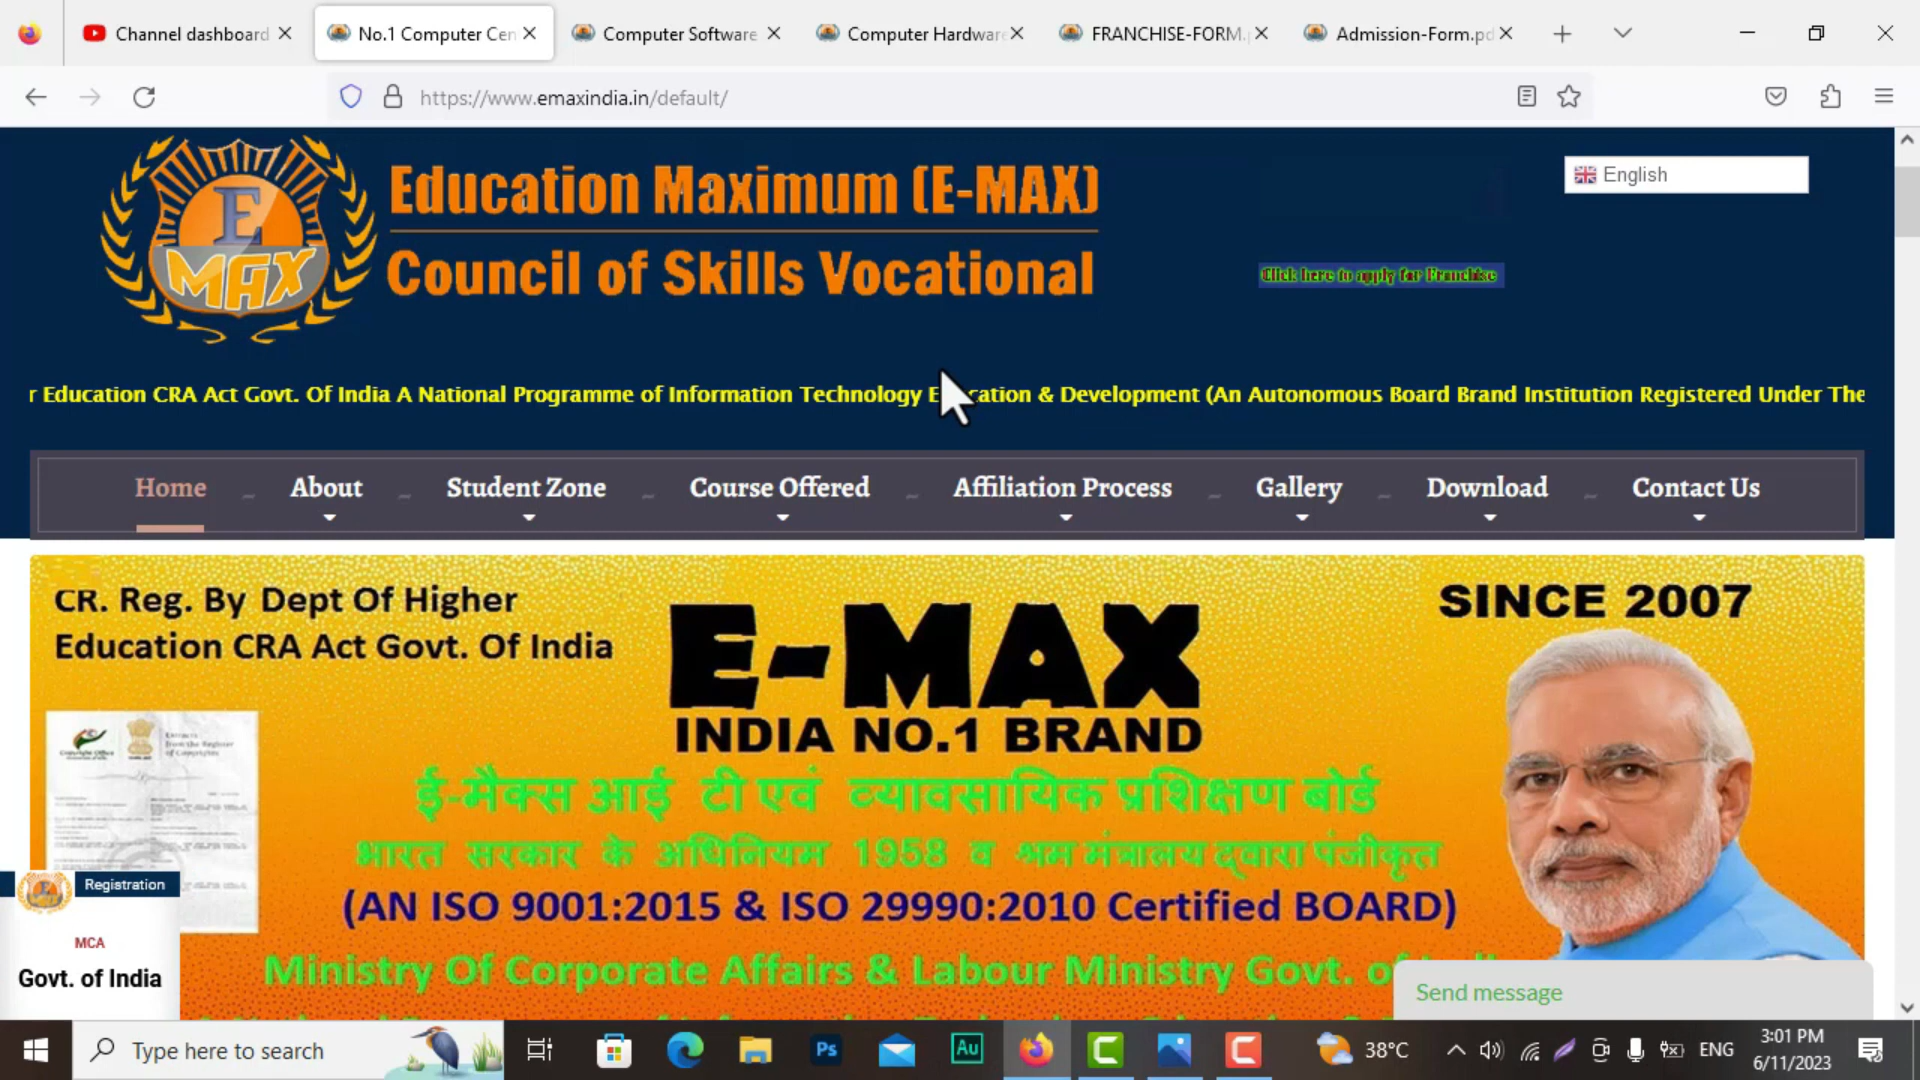 Channel dashboard
No.1 Computer Cen
Computer Software
Computer Hardware
FRANCHISE-FORM.p
Admission-Form.pd
https://www.emaxindia.in/default/
E
MAX
Education Maximum (E-MAX)
Council of Skills Vocational
English
Click here to apply for Franchise
r Education CRA Act Govt. Of India A National Programme of Information Technology E cation & Development (An Autonomous Board Brand Institution Registered Under The
Home
About
Student Zone
Course Offered
Affiliation Process
Gallery
Download
Contact Us
CR. Reg. By Dept Of Higher
Education CRA Act Govt. Of India
E-MAX
INDIA NO.1 BRAND
SINCE 2007
ई-मैक्स आई टी एवं व्यावसायिक प्रशिक्षण बोर्ड
भारत सरकार के अधिनियम 1958 व श्रम मंत्रालय द्वारा पंजीकृत
(AN ISO 9001:2015 & ISO 29990:2010 Certified BOARD)
Ministry Of Corporate Affairs & Labour Ministry Govt. of
Registration
MCA
Govt. of India
Send message
Type here to search
Ps
Au
38°C
ENG
3:01 PM
6/11/2023